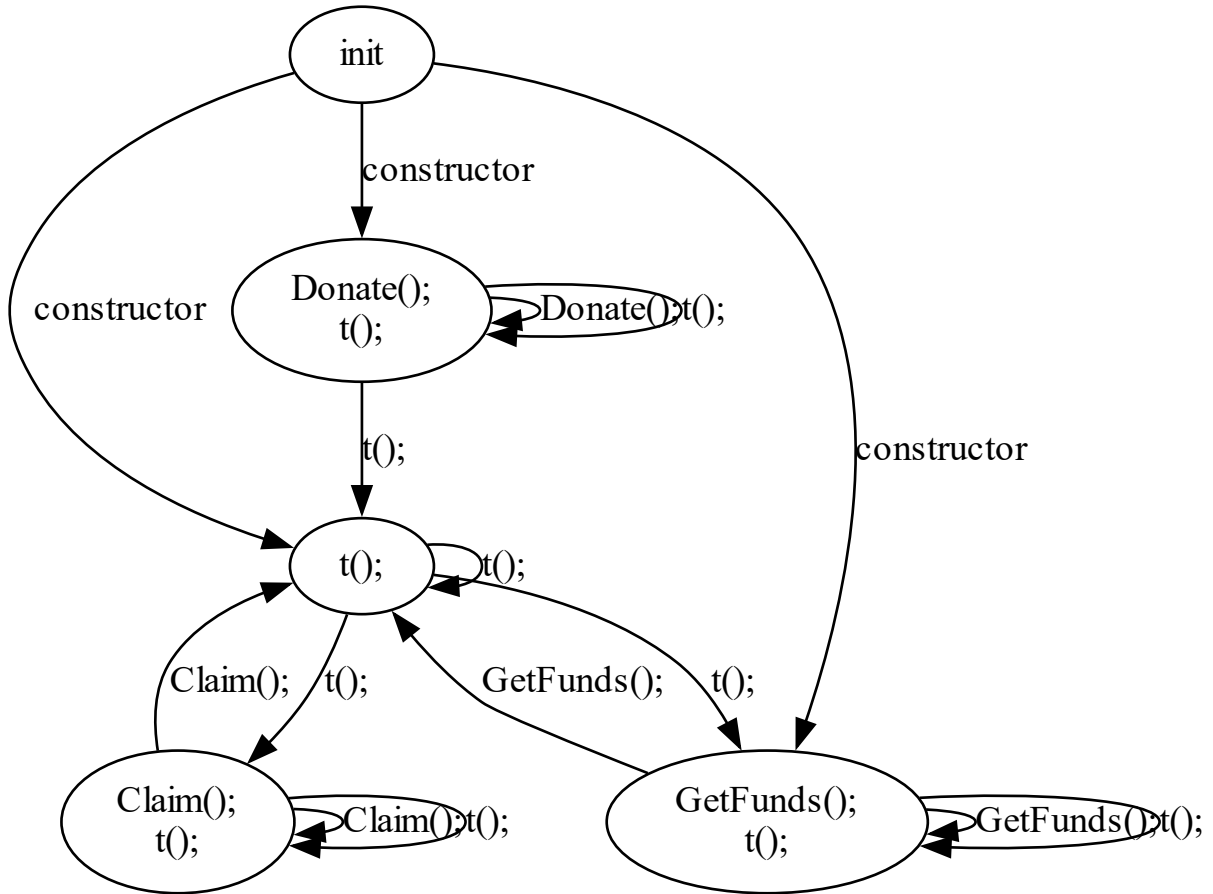 init
constructor
Donate();
t();
Donate();
t();
constructor
t();
constructor
t();
t();
Claim();
t();
GetFunds();
t();
Claim();
t();
Claim();
t();
GetFunds();
t();
GetFunds();
t();